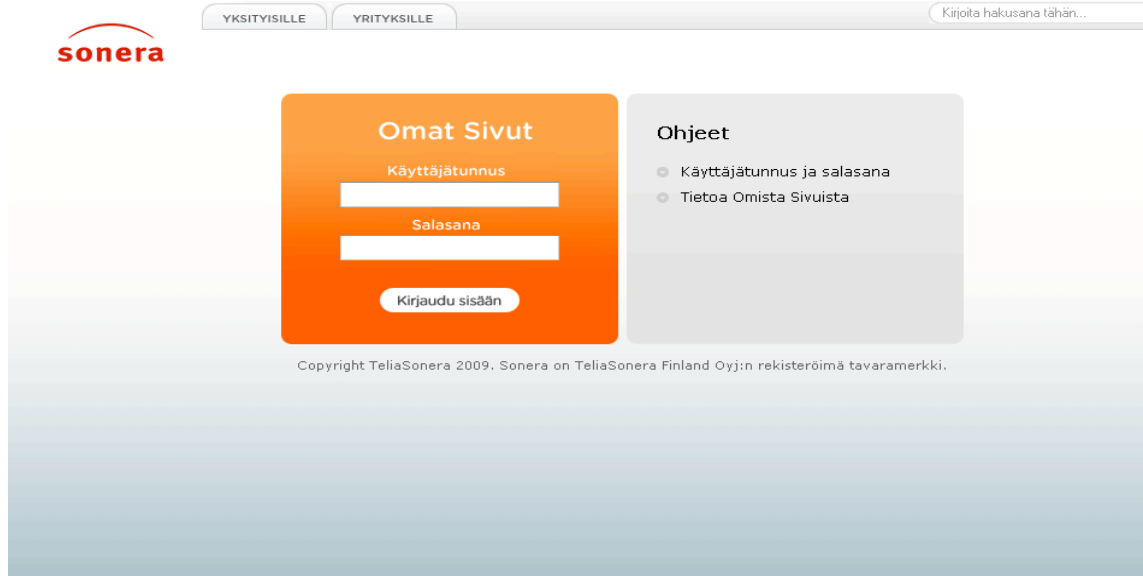 YKSITYISILLE
YRITYKSILLE
Kirjoita hakusana tähän...
sonera
Omat Sivut
Käyttäjätunnus
Salasana
Kirjaudu sisään
Ohjeet
Käyttäjätunnus ja salasana
Tietoa Omista Sivuista
Copyright TeliaSonera 2009. Sonera on TeliaSonera Finland Oyj:n rekisteröimä tavaramerkki.